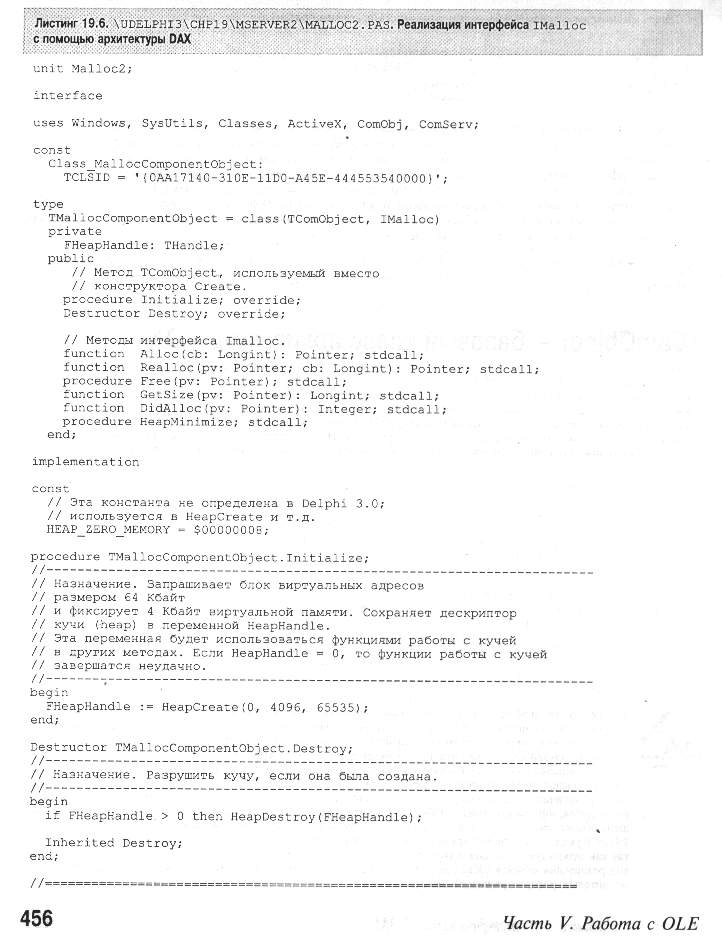 Листинг 19.6. \UDELPHI3\CHP19\MSERVER2\MALLOC2.PAS. Реализация интерфейса IMalloc
с помощью архитектуры DAX
unit Malloc2;
interface
uses Windows, SysUtils, Classes, ActiveX, ComObj, ComServ;
const
  Class_MallocComponentObject:
    TCLSID = '{0AA17140-310E-11D0-A45E-444553540000}';
type
  TMallocComponentObject = class(TComObject, IMalloc)
  private
    FHeapHandle: THandle;
  public
     // Метод TComObject, используемый вместо
     // конструктора Create.
    procedure Initialize; override;
    Destructor Destroy; override;
    // Методы интерфейса Imalloc.
    function  Alloc(cb: Longint): Pointer; stdcall;
    function  Realloc(pv: Pointer; cb: Longint): Pointer; stdcall;
    procedure Free(pv: Pointer); stdcall;
    function  GetSize(pv: Pointer): Longint; stdcall;
    function  DidAlloc(pv: Pointer): Integer; stdcall;
    procedure HeapMinimize; stdcall;
  end;
implementation
const
  // Эта константа не определена в Delphi 3.0;
  // используется в HeapCreate и т.д.
  HEAP_ZERO_MEMORY = $00000008;
procedure TMallocComponentObject.Initialize;
//----------------------------------------------------------------------
// Назначение. Запрашивает блок виртуальных адресов
// размером 64 Кбайт
// и фиксирует 4 Кбайт виртуальной памяти. Сохраняет дескриптор
// кучи (heap) в переменной HeapHandle.
// Эта переменная будет использоваться функциями работы с кучей
// в других методах. Если HeapHandle = 0, то функции работы с кучей
// завершатся неудачно.
//----------------------------------------------------------------------
begin
  FHeapHandle := HeapCreate(0, 4096, 65535);
end;
Destructor TMallocComponentObject.Destroy;
//----------------------------------------------------------------------
// Назначение. Разрушить кучу, если она была создана.
//----------------------------------------------------------------------
begin
  if FHeapHandle > 0 then HeapDestroy(FHeapHandle);
  Inherited Destroy;
end;
//====================================================================
456
Часть V. Работа с OLE